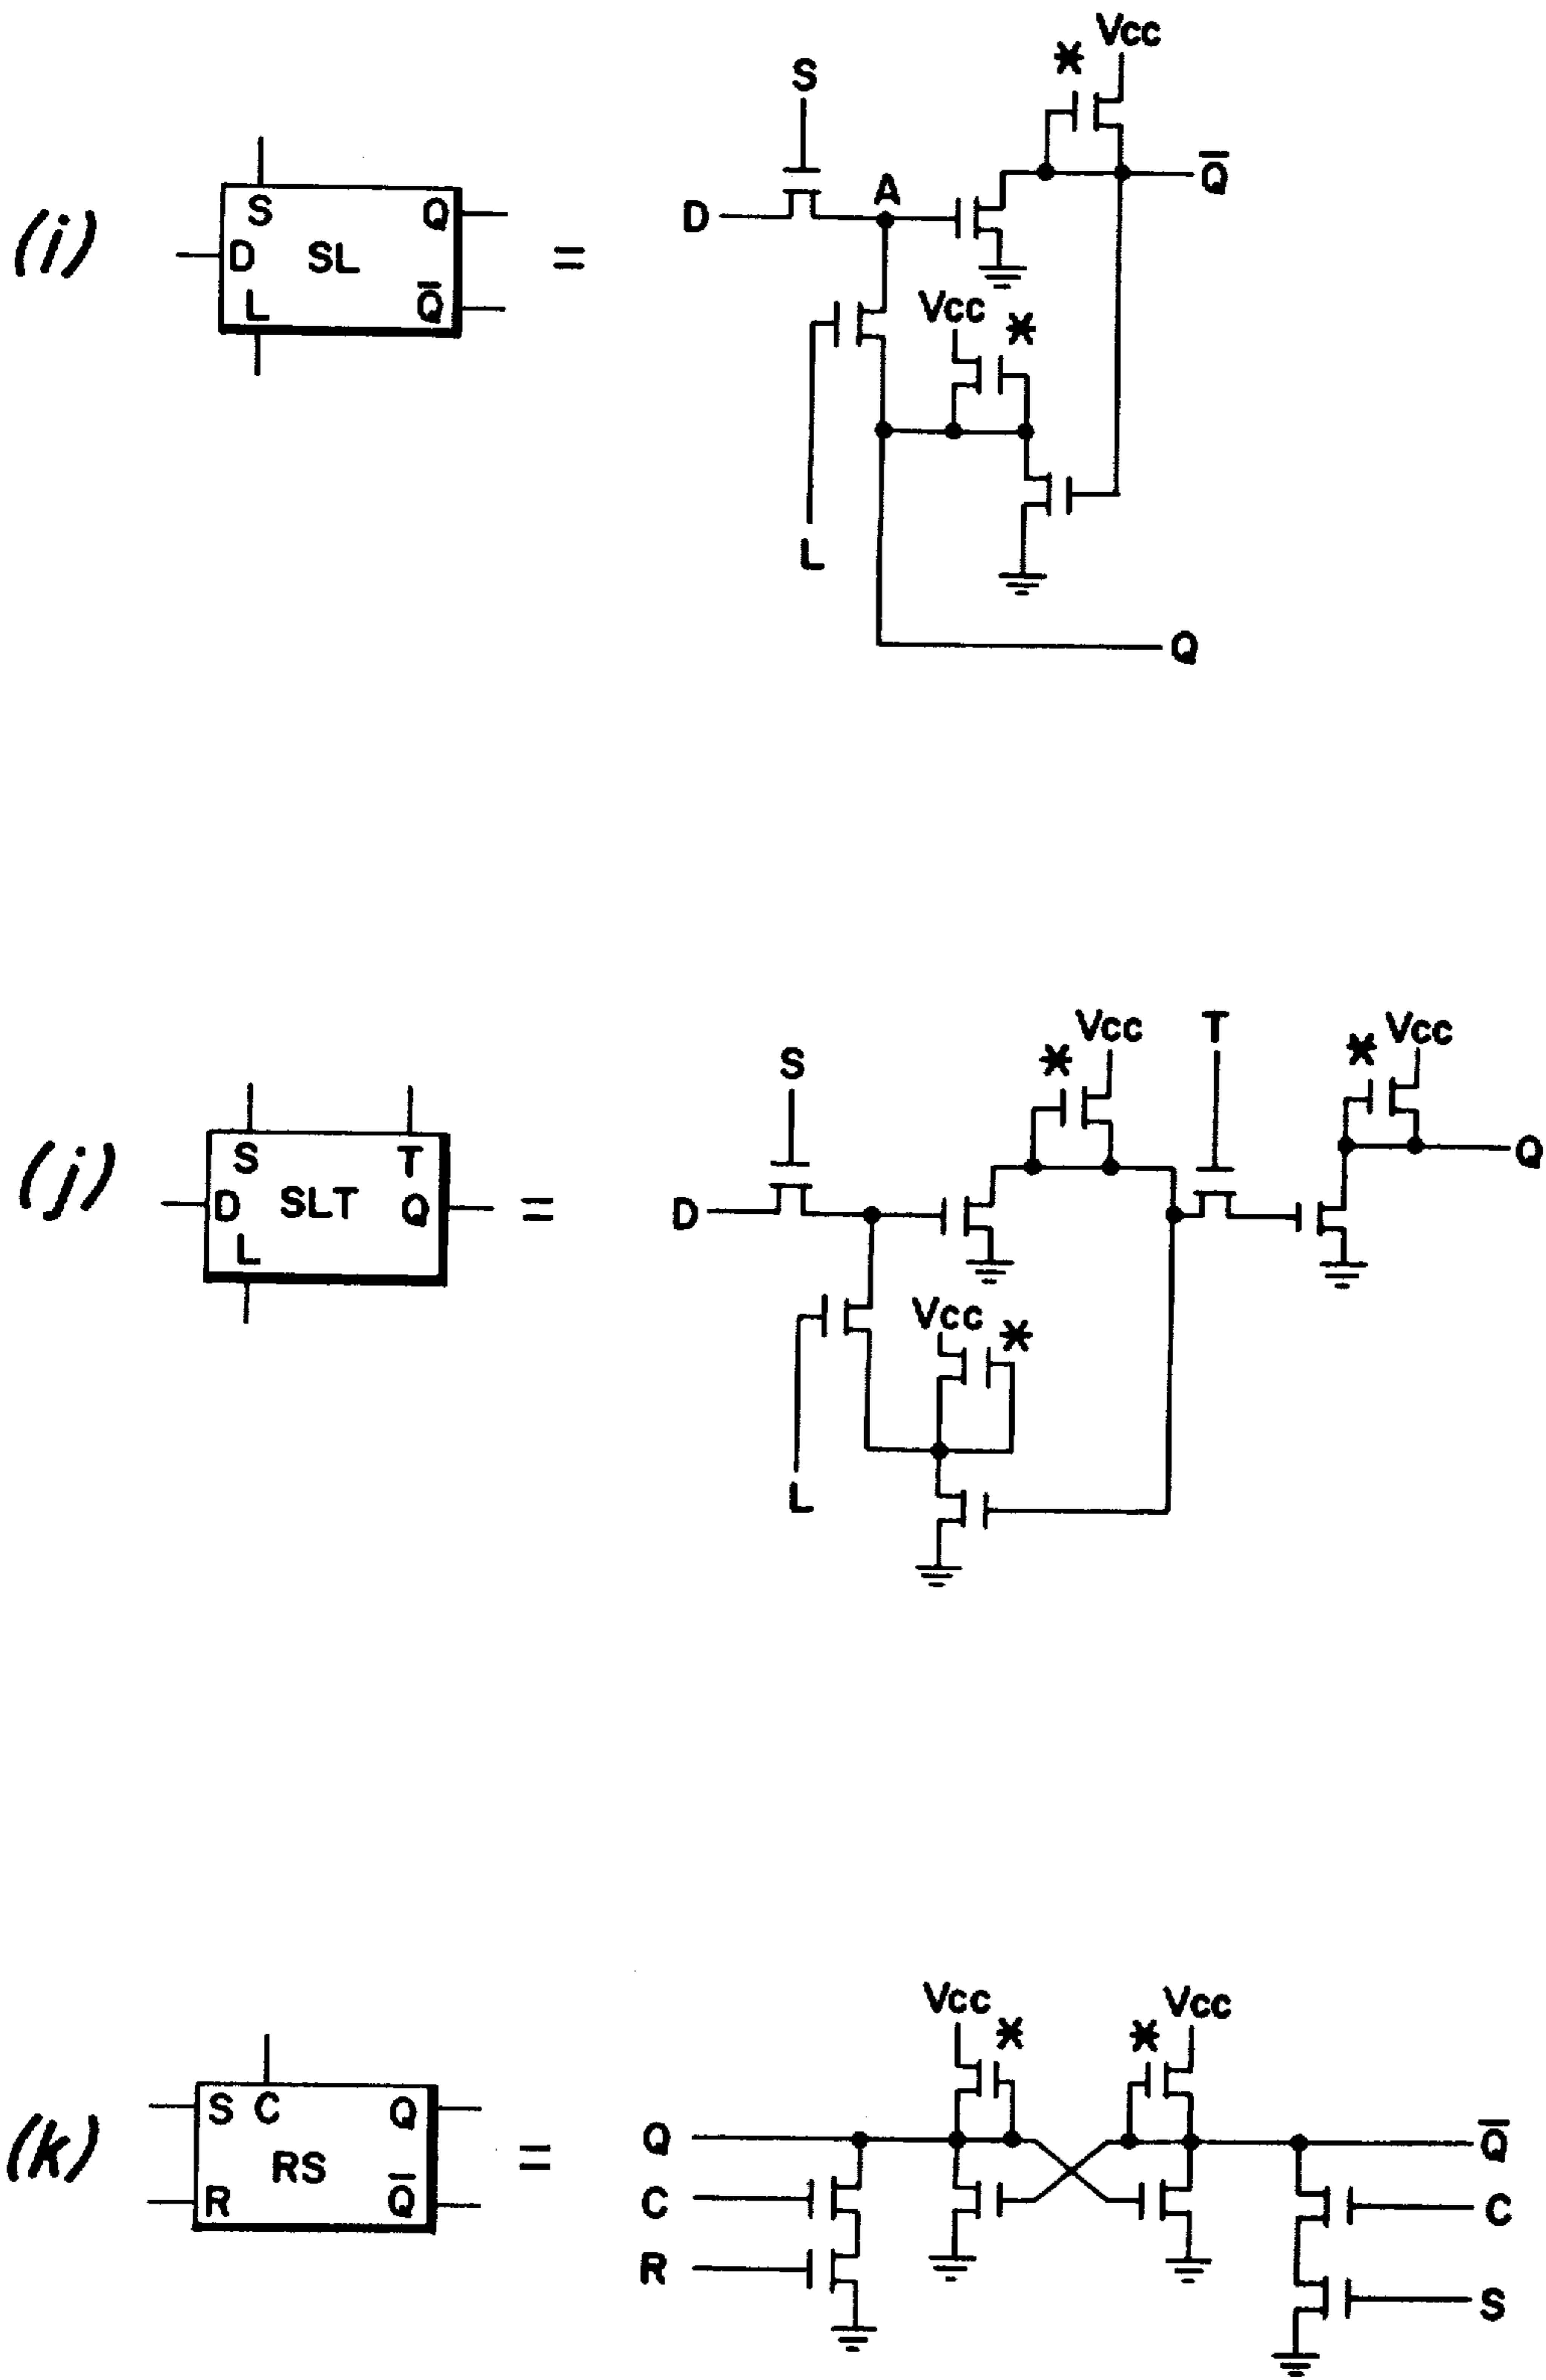 (i)
S
D SL Q
L Q̅
=
S
D
A
* Vcc
Q̅
Vcc *
L
Q
(j)
S T
D SLT Q
L
=
S
D
* Vcc
T
* Vcc
Q
Vcc *
L
(k)
S C Q
RS
R Q̅
=
Vcc * * Vcc
Q Q̅
C C
R S